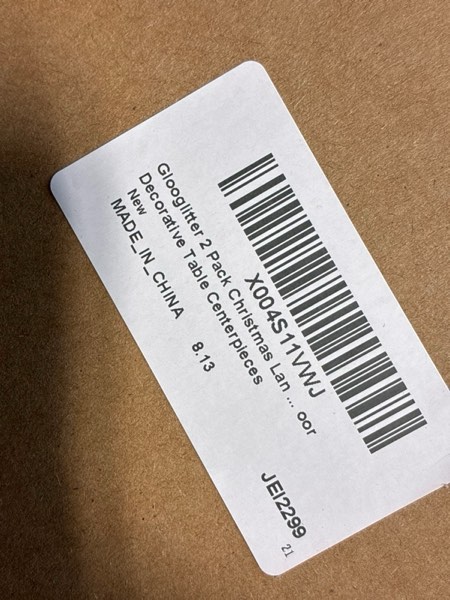 X004S11VWJ
Glooglitter 2 Pack Christmas Lan ... oor
Decorative Table Centerpieces
New
MADE_IN_CHINA 8.13
JEI2299
21